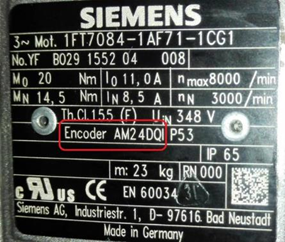 SIEMENS
3~ Mot. 1FT7084-1AF71-1CG1
No.YF B029 1552 04 008
M0 20 Nm I0 11,0 A nmax 8000 /min
MN 14,5 Nm IN 8,5 A nN 3000 /min
Th.Cl.155 (F) UIN 348 V
Encoder AM24DQI P53
IP 65
m: 23 kg RN 000
c RU US CE EN 60034
Siemens AG, Industriestr. 1, D- 97616 Bad Neustadt
Made in Germany